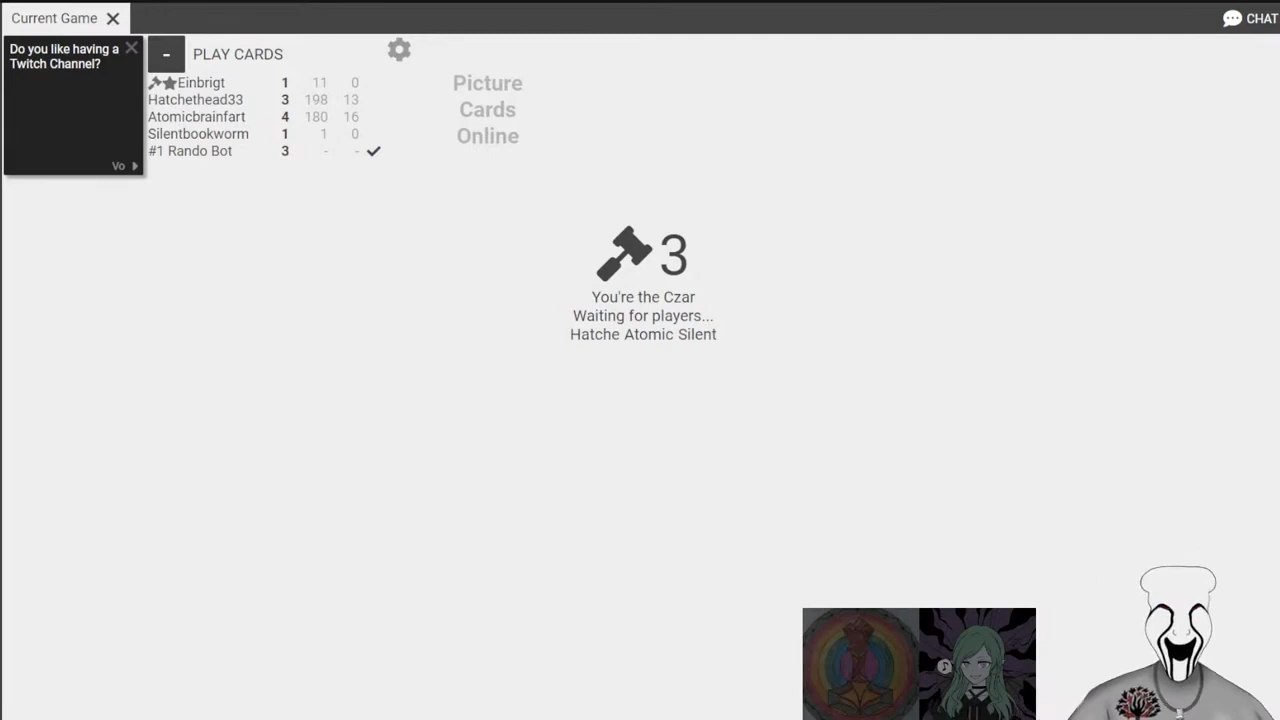 Current Game
CHAT
Do you like having a
Twitch Channel?
Vo
- PLAY CARDS
Einbrigt 1 11 0
Hatchethead33 3 198 13
Atomicbrainfart 4 180 16
Silentbookworm 1 1 0
#1 Rando Bot 3 - -
Picture
Cards
Online
3
You're the Czar
Waiting for players...
Hatche Atomic Silent